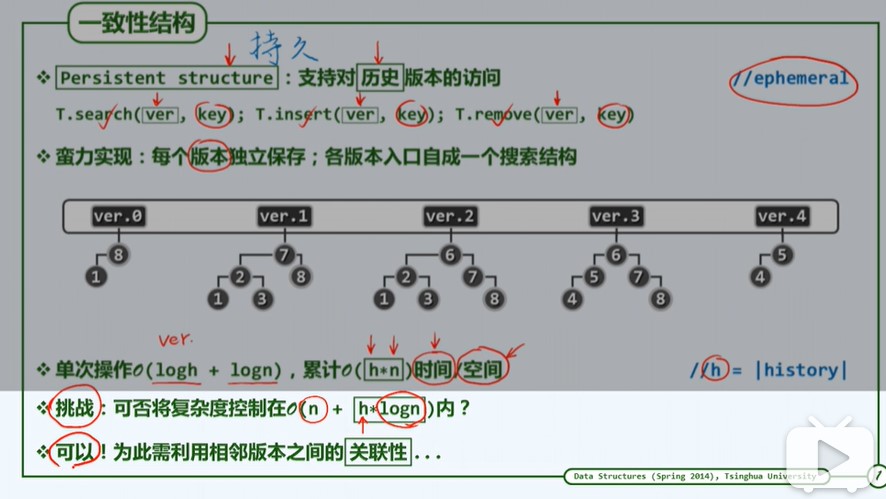 一致性结构
持久
❖ Persistent structure：支持对历史版本的访问 //ephemeral
T.search(ver, key); T.insert(ver, key); T.remove(ver, key)
❖ 蛮力实现：每个版本独立保存；各版本入口自成一个搜索结构
ver.0 ver.1 ver.2 ver.3 ver.4
8 7 6 6 5
1 2 8 2 7 5 7 4
1 3 1 3 8 4 8
ver.
❖ 单次操作O(logh + logn)，累计O(h*n)时间/空间 //h = |history|
❖ 挑战：可否将复杂度控制在O(n + h*logn)内？
❖ 可以！为此需利用相邻版本之间的关联性...
Data Structures (Spring 2014), Tsinghua University 7